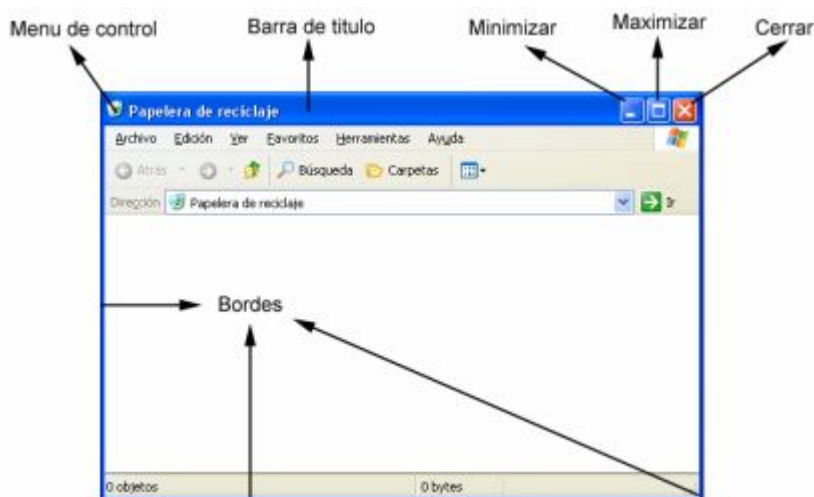 Menu de control Barra de titulo Minimizar Maximizar Cerrar
Papelera de reciclaje
Archivo Edición Ver Favoritos Herramientas Ayuda
Atrás Búsqueda Carpetas
Dirección Papelera de reciclaje Ir
Bordes
0 objetos 0 bytes